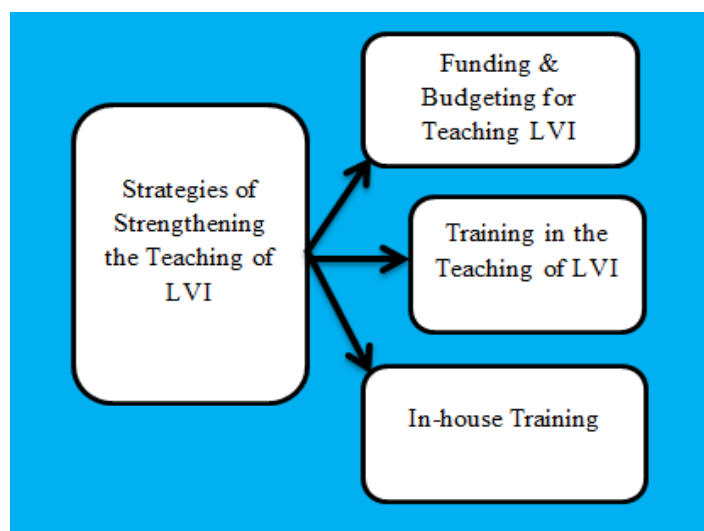 Strategies of
Strengthening
the Teaching of
LVI
Funding &
Budgeting for
Teaching LVI
Training in the
Teaching of LVI
In-house Training